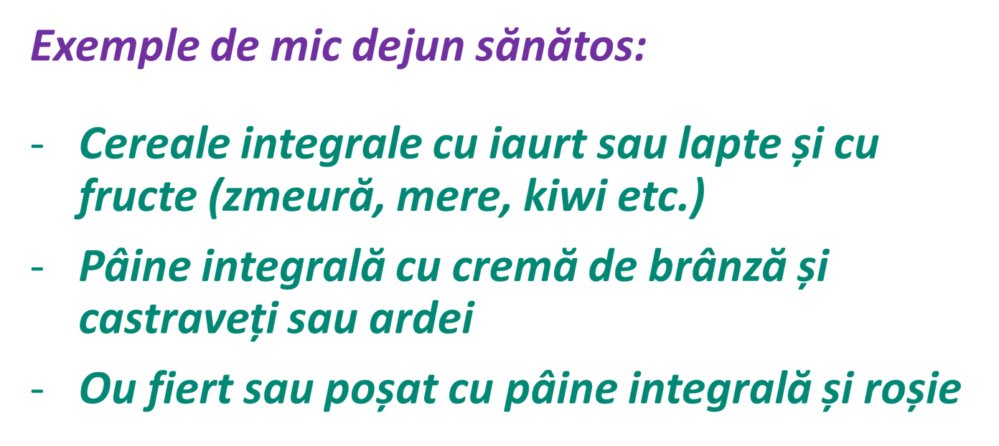 Exemple de mic dejun sănătos:
- Cereale integrale cu iaurt sau lapte și cu
fructe (zmeură, mere, kiwi etc.)
- Pâine integrală cu cremă de brânză și
castraveți sau ardei
- Ou fiert sau poșat cu pâine integrală și roșie